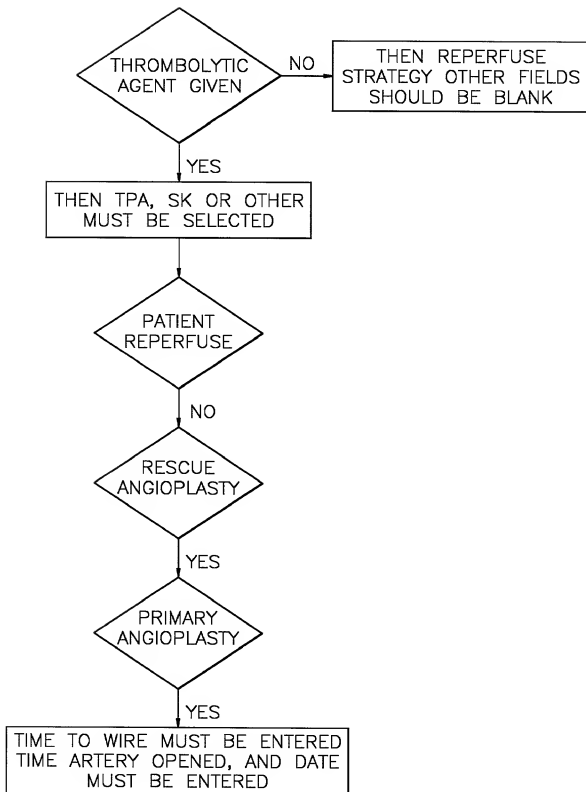 THROMBOLYTIC
AGENT GIVEN
NO
THEN REPERFUSE
STRATEGY OTHER FIELDS
SHOULD BE BLANK
YES
THEN TPA, SK OR OTHER
MUST BE SELECTED
PATIENT
REPERFUSE
NO
RESCUE
ANGIOPLASTY
YES
PRIMARY
ANGIOPLASTY
YES
TIME TO WIRE MUST BE ENTERED
TIME ARTERY OPENED, AND DATE
MUST BE ENTERED